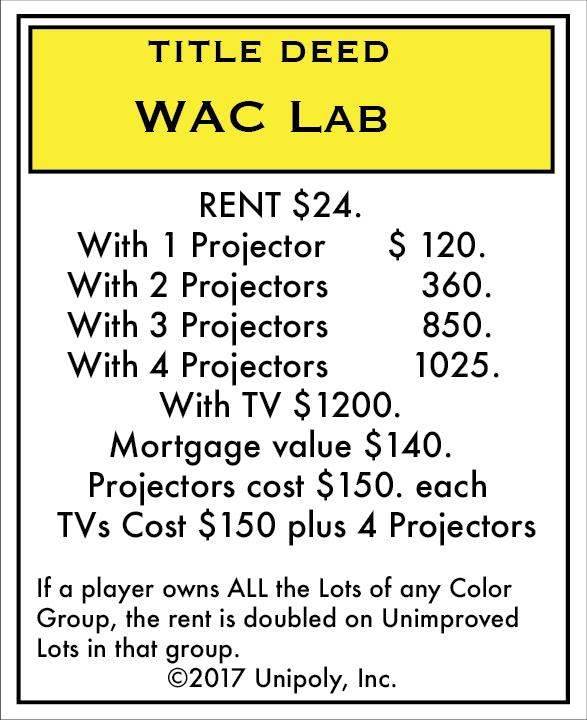 TITLE DEED
WAC LAB
RENT $24.
With 1 Projector $ 120.
With 2 Projectors 360.
With 3 Projectors 850.
With 4 Projectors 1025.
With TV $1200.
Mortgage value $140.
Projectors cost $150. each
TVs Cost $150 plus 4 Projectors
If a player owns ALL the Lots of any Color
Group, the rent is doubled on Unimproved
Lots in that group.
©2017 Unipoly, Inc.